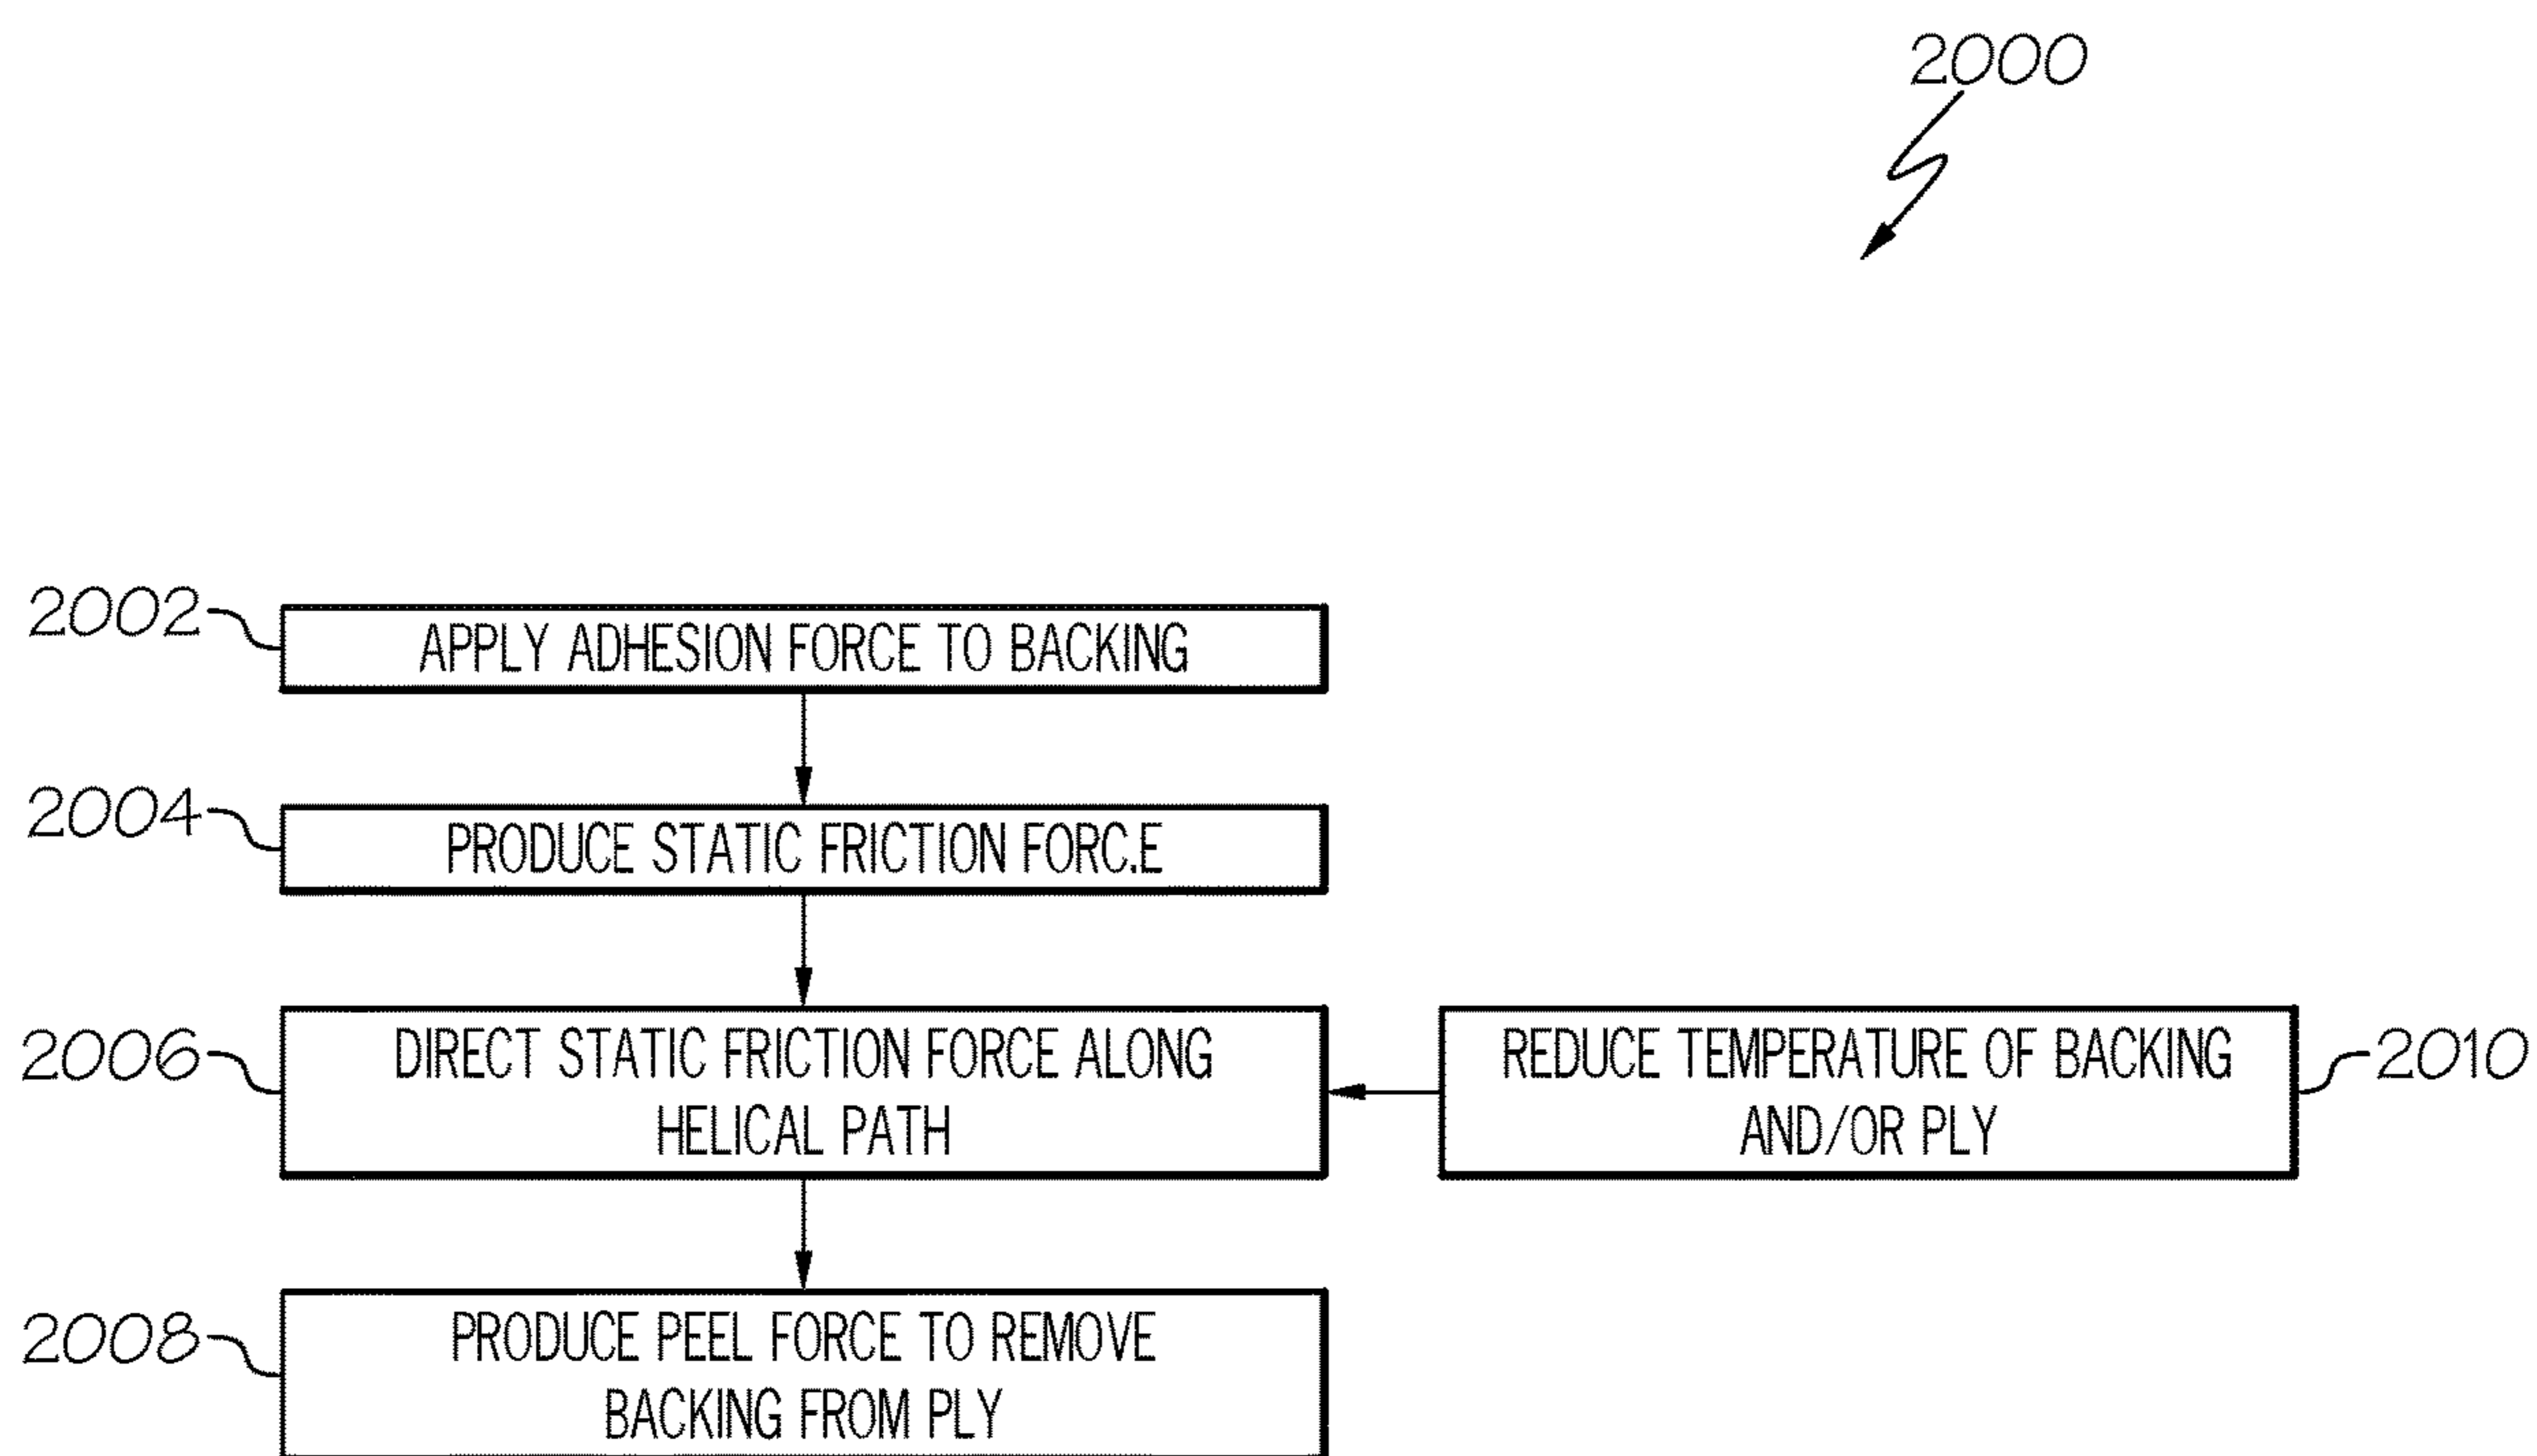 2000
2002
APPLY ADHESION FORCE TO BACKING
2004
PRODUCE STATIC FRICTION FORC.E
2006
DIRECT STATIC FRICTION FORCE ALONG
HELICAL PATH
REDUCE TEMPERATURE OF BACKING
AND/OR PLY
2010
2008
PRODUCE PEEL FORCE TO REMOVE
BACKING FROM PLY